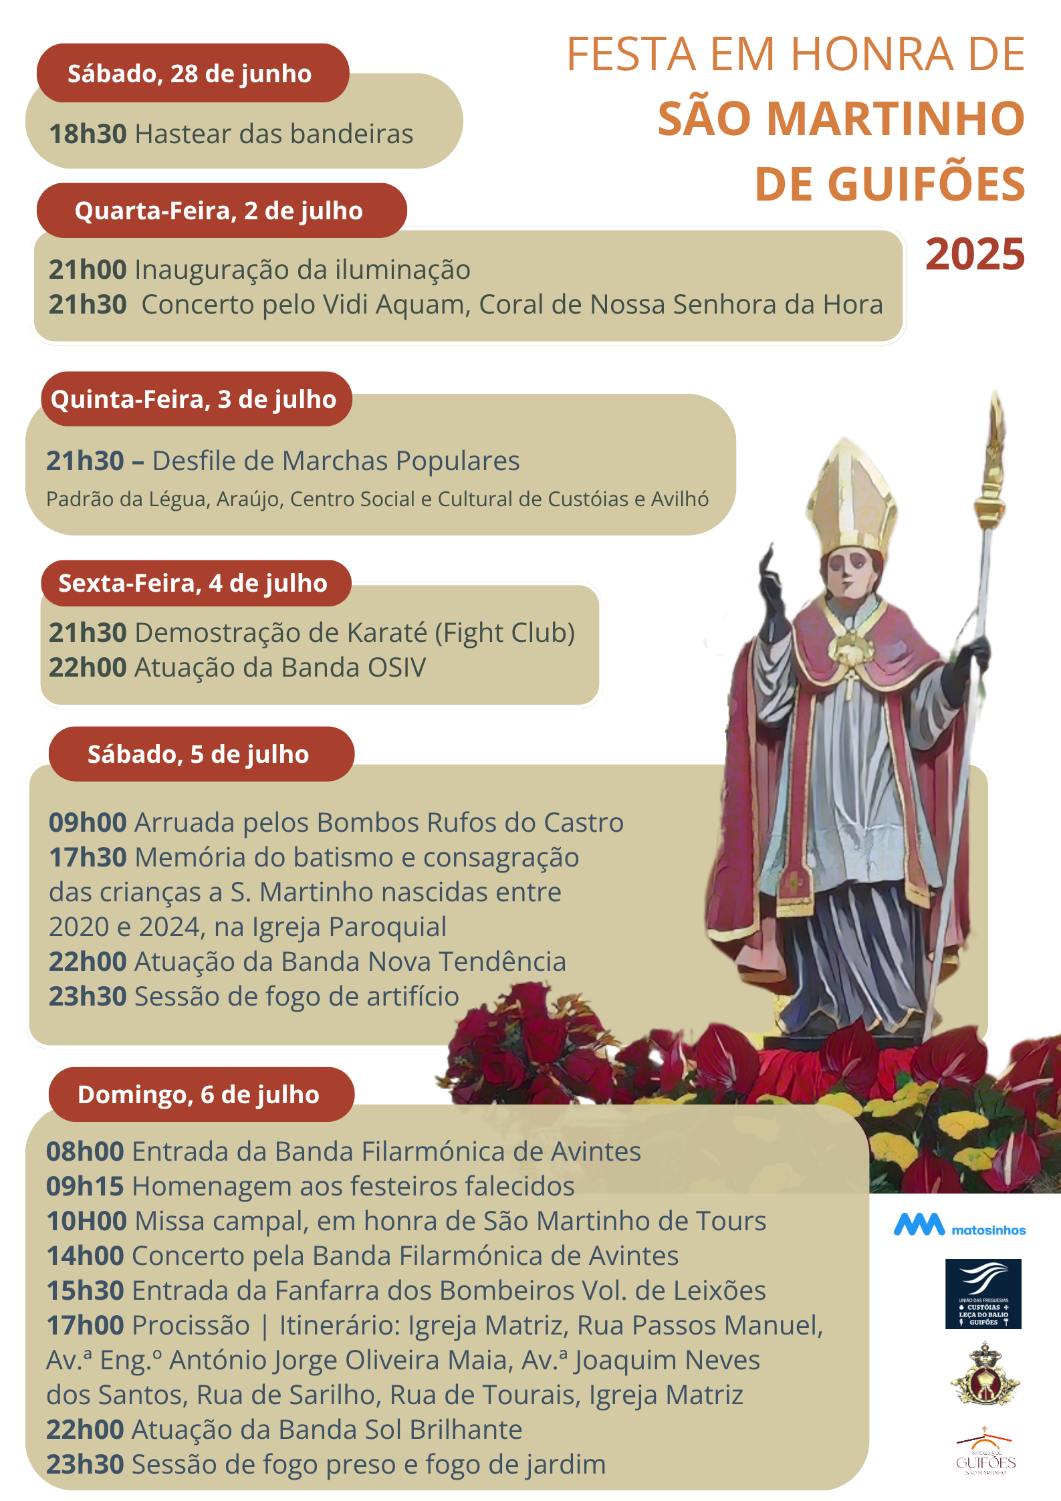 FESTA EM HONRA DE
SÃO MARTINHO
DE GUIFÕES
2025
Sábado, 28 de junho
18h30 Hastear das bandeiras
Quarta-Feira, 2 de julho
21h00 Inauguração da iluminação
21h30 Concerto pelo Vidi Aquam, Coral de Nossa Senhora da Hora
Quinta-Feira, 3 de julho
21h30 – Desfile de Marchas Populares
Padrão da Légua, Araújo, Centro Social e Cultural de Custóias e Avilhó
Sexta-Feira, 4 de julho
21h30 Demostração de Karaté (Fight Club)
22h00 Atuação da Banda OSIV
Sábado, 5 de julho
09h00 Arruada pelos Bombos Rufos do Castro
17h30 Memória do batismo e consagração
das crianças a S. Martinho nascidas entre
2020 e 2024, na Igreja Paroquial
22h00 Atuação da Banda Nova Tendência
23h30 Sessão de fogo de artifício
Domingo, 6 de julho
08h00 Entrada da Banda Filarmónica de Avintes
09h15 Homenagem aos festeiros falecidos
10H00 Missa campal, em honra de São Martinho de Tours
14h00 Concerto pela Banda Filarmónica de Avintes
15h30 Entrada da Fanfarra dos Bombeiros Vol. de Leixões
17h00 Procissão | Itinerário: Igreja Matriz, Rua Passos Manuel,
Av.ª Eng.º António Jorge Oliveira Maia, Av.ª Joaquim Neves
dos Santos, Rua de Sarilho, Rua de Tourais, Igreja Matriz
22h00 Atuação da Banda Sol Brilhante
23h30 Sessão de fogo preso e fogo de jardim
matosinhos
UNIÃO DAS FREGUESIAS
CUSTÓIAS
LEÇA DO BALIO
GUIFÕES
PARÓQUIA DE
GUIFÕES
SÃO MARTINHO